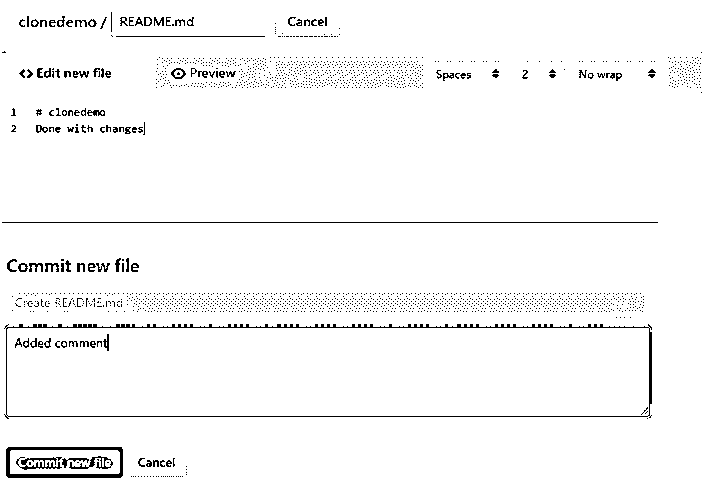 clonedemo / README.md Cancel
<> Edit new file Preview Spaces 2 No wrap
1 # clonedemo
2 Done with changes
Commit new file
Create README.md
Added comment
Commit new file Cancel